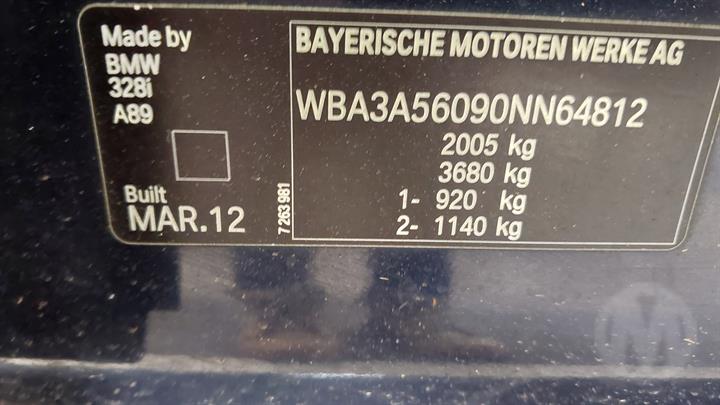 Made by
BMW
328i
A89
Built
MAR.12
7 263 981
BAYERISCHE MOTOREN WERKE AG
WBA3A56090NN64812
2005 kg
3680 kg
1- 920 kg
2- 1140 kg
M